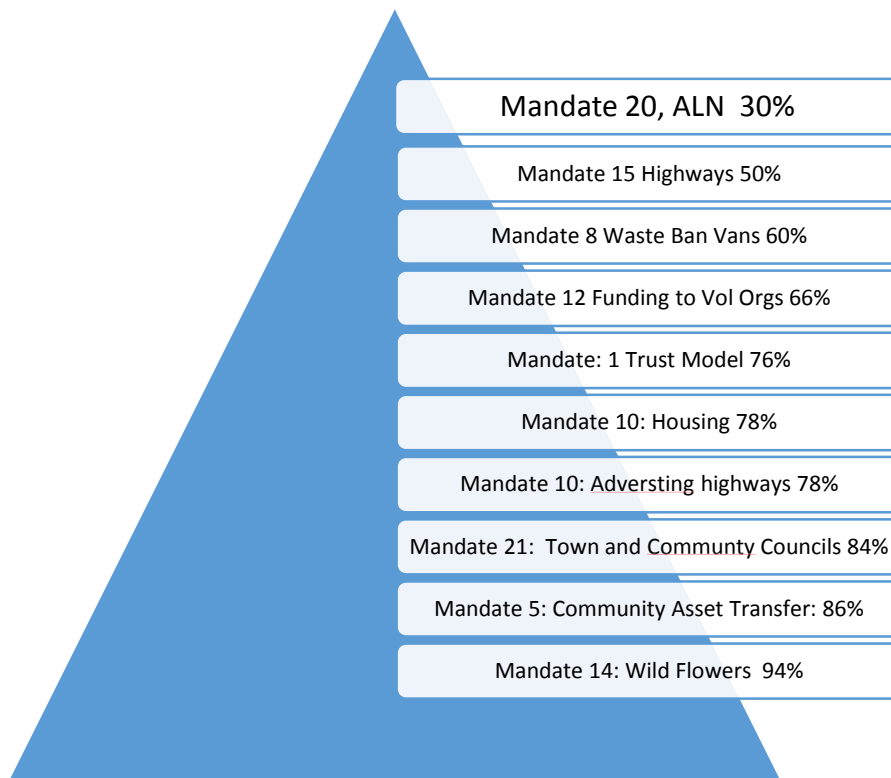 Mandate 20, ALN  30%
Mandate 15 Highways 50%
Mandate 8 Waste Ban Vans 60%
Mandate 12 Funding to Vol Orgs 66%
Mandate: 1 Trust Model 76%
Mandate 10: Housing 78%
Mandate 10: Adversting highways 78%
Mandate 21:  Town and Communty Councils 84%
Mandate 5: Community Asset Transfer: 86%
Mandate 14: Wild Flowers  94%